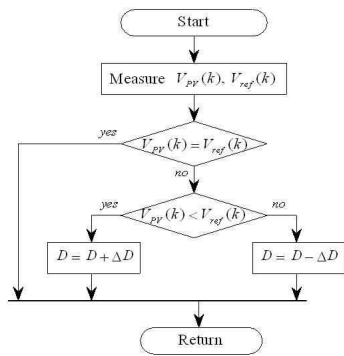 Start
Measure V_PV(k), V_ref(k)
yes
V_PV(k) = V_ref(k)
no
yes
V_PV(k) < V_ref(k)
no
D = D + ΔD
D = D − ΔD
Return